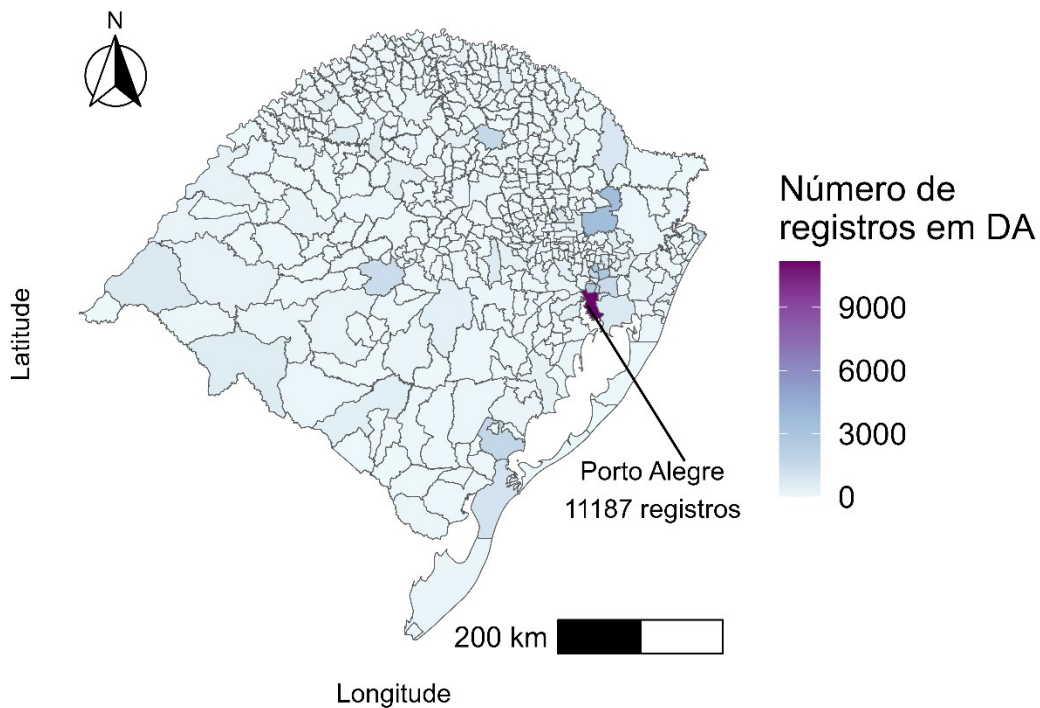 N
Latitude
Número de
registros em DA
9000
6000
3000
0
Porto Alegre
11187 registros
200 km
Longitude